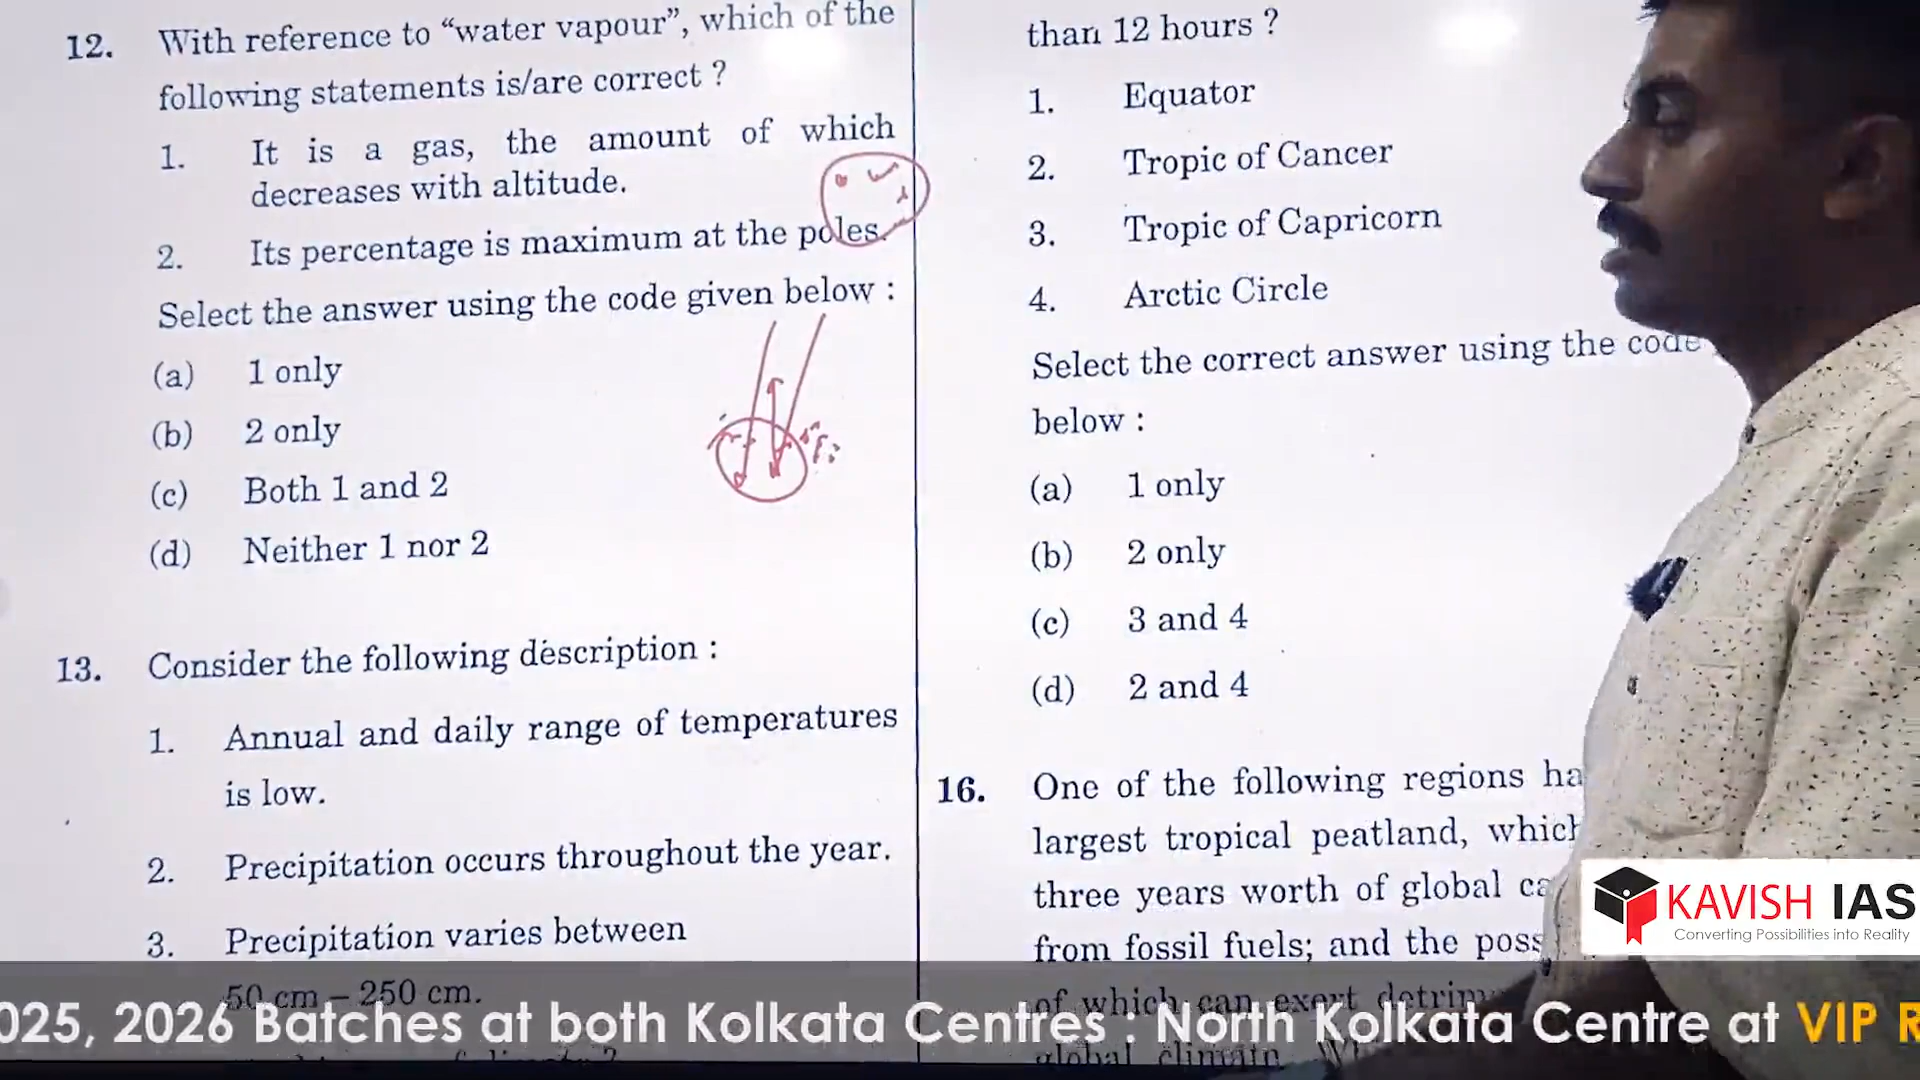 12. With reference to “water vapour”, which of the
following statements is/are correct ?
1. It is a gas, the amount of which
decreases with altitude.
2. Its percentage is maximum at the poles.
Select the answer using the code given below :
(a) 1 only
(b) 2 only
(c) Both 1 and 2
(d) Neither 1 nor 2
13. Consider the following description :
1. Annual and daily range of temperatures
is low.
2. Precipitation occurs throughout the year.
3. Precipitation varies between
50 cm – 250 cm.
than 12 hours ?
1. Equator
2. Tropic of Cancer
3. Tropic of Capricorn
4. Arctic Circle
Select the correct answer using the code
below :
(a) 1 only
(b) 2 only
(c) 3 and 4
(d) 2 and 4
16. One of the following regions ha
largest tropical peatland, which
three years worth of global ca
from fossil fuels; and the poss
of which can exert detrim
global climate.
KAVISH IAS
Converting Possibilities into Reality
025, 2026 Batches at both Kolkata Centres : North Kolkata Centre at VIP R